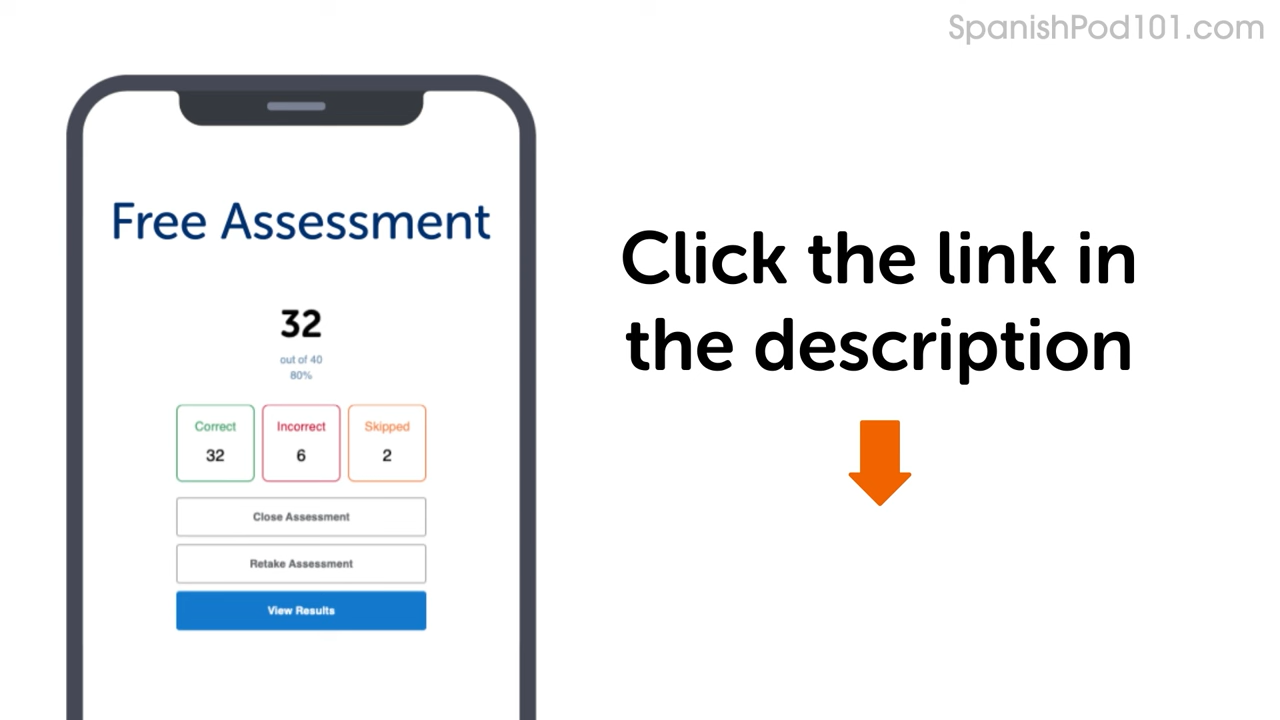 SpanishPod101.com
Free Assessment
32
out of 40
80%
Correct
32
Incorrect
6
Skipped
2
Close Assessment
Retake Assessment
View Results
Click the link in
the description